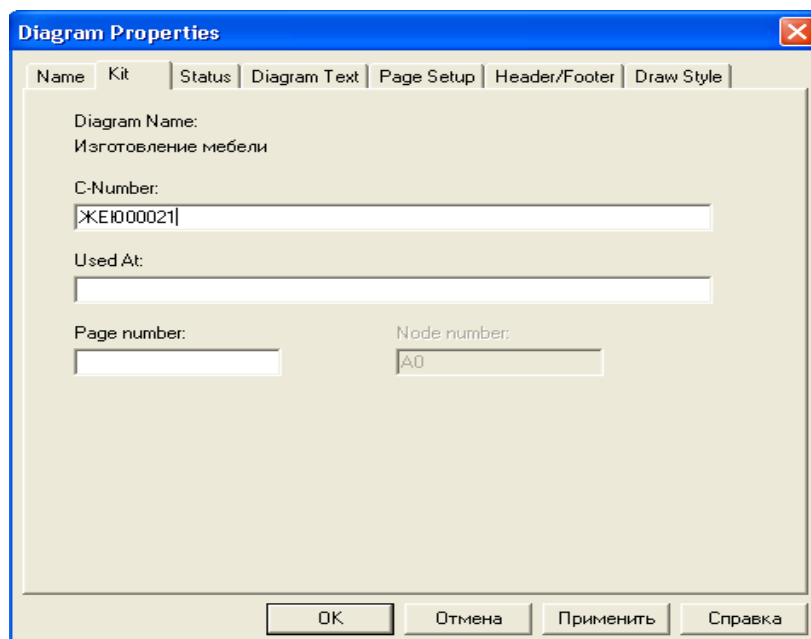 Diagram Properties
Name Kit Status Diagram Text Page Setup Header/Footer Draw Style
Diagram Name:
Изготовление мебели
C-Number:
ЖЕЮ00021
Used At:
Page number: Node number:
A0
OK Отмена Применить Справка